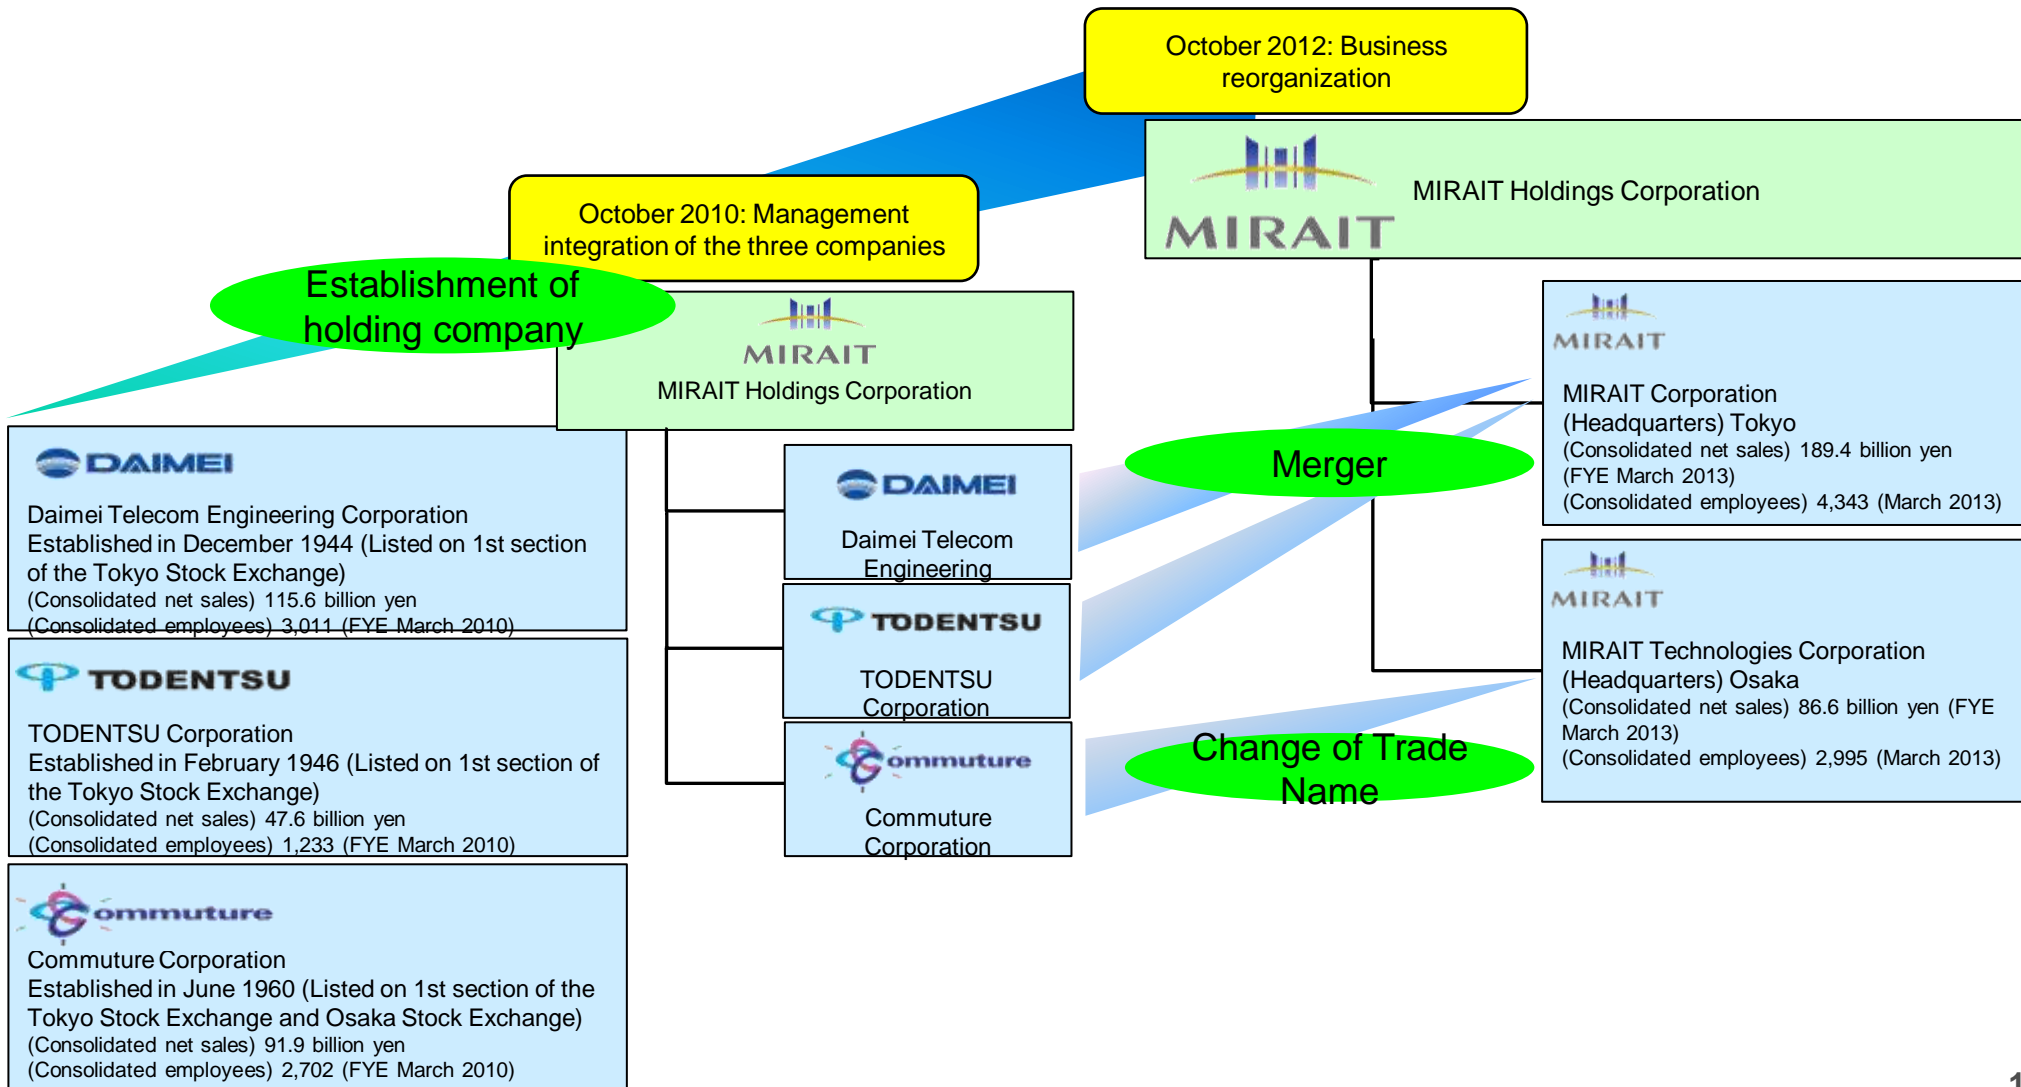 October 2012: Business
reorganization
MIRAIT
MIRAIT Holdings Corporation
October 2010: Management
integration of the three companies
Establishment of
holding company
MIRAIT
MIRAIT Holdings Corporation
DAIMEI
Daimei Telecom Engineering Corporation
Established in December 1944 (Listed on 1st section
of the Tokyo Stock Exchange)
(Consolidated net sales) 115.6 billion yen
(Consolidated employees) 3,011 (FYE March 2010)
TODENTSU
TODENTSU Corporation
Established in February 1946 (Listed on 1st section of
the Tokyo Stock Exchange)
(Consolidated net sales) 47.6 billion yen
(Consolidated employees) 1,233 (FYE March 2010)
Commuture
Commuture Corporation
Established in June 1960 (Listed on 1st section of the
Tokyo Stock Exchange and Osaka Stock Exchange)
(Consolidated net sales) 91.9 billion yen
(Consolidated employees) 2,702 (FYE March 2010)
DAIMEI
Daimei Telecom
Engineering
TODENTSU
TODENTSU
Corporation
Commuture
Commuture
Corporation
Merger
Change of Trade
Name
MIRAIT
MIRAIT Corporation
(Headquarters) Tokyo
(Consolidated net sales) 189.4 billion yen
(FYE March 2013)
(Consolidated employees) 4,343 (March 2013)
MIRAIT
MIRAIT Technologies Corporation
(Headquarters) Osaka
(Consolidated net sales) 86.6 billion yen (FYE
March 2013)
(Consolidated employees) 2,995 (March 2013)